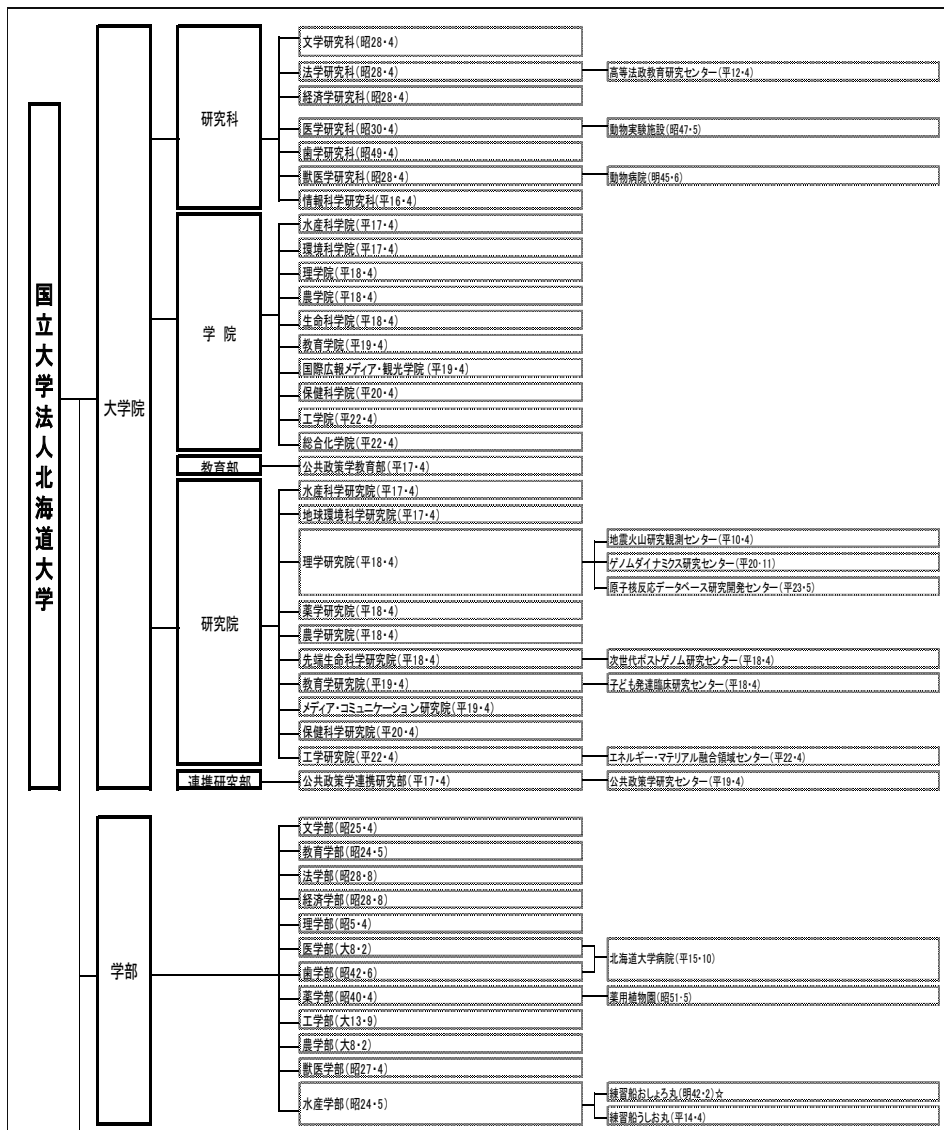 国立大学法人北海道大学
大学院
研究科
文学研究科(昭28・4)
法学研究科(昭28・4)
高等法政教育研究センター(平12・4)
経済学研究科(昭28・4)
医学研究科(昭30・4)
動物実験施設(昭47・5)
歯学研究科(昭49・4)
獣医学研究科(昭28・4)
動物病院(明45・6)
情報科学研究科(平16・4)
学 院
水産科学院(平17・4)
環境科学院(平17・4)
理学院(平18・4)
農学院(平18・4)
生命科学院(平18・4)
教育学院(平19・4)
国際広報メディア・観光学院(平19・4)
保健科学院(平20・4)
工学院(平22・4)
総合化学院(平22・4)
教育部
公共政策学教育部(平17・4)
研究院
水産科学研究院(平17・4)
地球環境科学研究院(平17・4)
理学研究院(平18・4)
地震火山研究観測センター(平10・4)
ゲノムダイナミクス研究センター(平20・11)
原子核反応データベース研究開発センター(平23・5)
薬学研究院(平18・4)
農学研究院(平18・4)
先端生命科学研究院(平18・4)
次世代ポストゲノム研究センター(平18・4)
教育学研究院(平19・4)
子ども発達臨床研究センター(平18・4)
メディア・コミュニケーション研究院(平19・4)
保健科学研究院(平20・4)
工学研究院(平22・4)
エネルギー・マテリアル融合領域センター(平22・4)
連携研究部
公共政策学連携研究部(平17・4)
公共政策学研究センター(平19・4)
学部
文学部(昭25・4)
教育学部(昭24・5)
法学部(昭28・8)
経済学部(昭28・8)
理学部(昭5・4)
医学部(大8・2)
北海道大学病院(平15・10)
歯学部(昭42・6)
薬学部(昭40・4)
薬用植物園(昭51・5)
工学部(大13・9)
農学部(大8・2)
獣医学部(昭27・4)
水産学部(昭24・5)
練習船おしょろ丸(明42・2)☆
練習船うしお丸(平14・4)